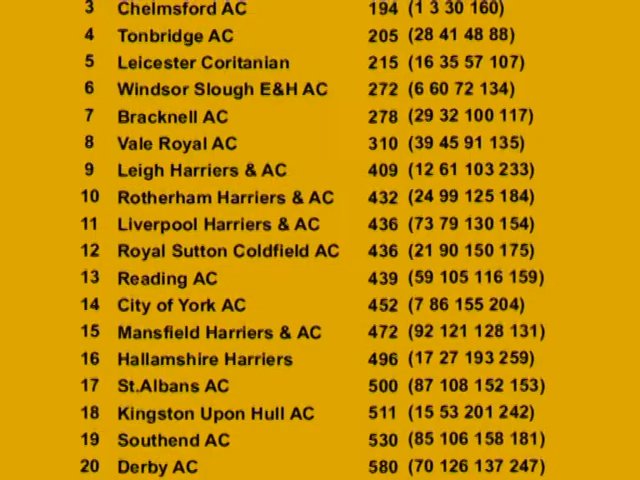 3 Chelmsford AC 194 (1 3 30 160)
4 Tonbridge AC 205 (28 41 48 88)
5 Leicester Coritanian 215 (16 35 57 107)
6 Windsor Slough E&H AC 272 (6 60 72 134)
7 Bracknell AC 278 (29 32 100 117)
8 Vale Royal AC 310 (39 45 91 135)
9 Leigh Harriers & AC 409 (12 61 103 233)
10 Rotherham Harriers & AC 432 (24 99 125 184)
11 Liverpool Harriers & AC 436 (73 79 130 154)
12 Royal Sutton Coldfield AC 436 (21 90 150 175)
13 Reading AC 439 (59 105 116 159)
14 City of York AC 452 (7 86 155 204)
15 Mansfield Harriers & AC 472 (92 121 128 131)
16 Hallamshire Harriers 496 (17 27 193 259)
17 St.Albans AC 500 (87 108 152 153)
18 Kingston Upon Hull AC 511 (15 53 201 242)
19 Southend AC 530 (85 106 158 181)
20 Derby AC 580 (70 126 137 247)